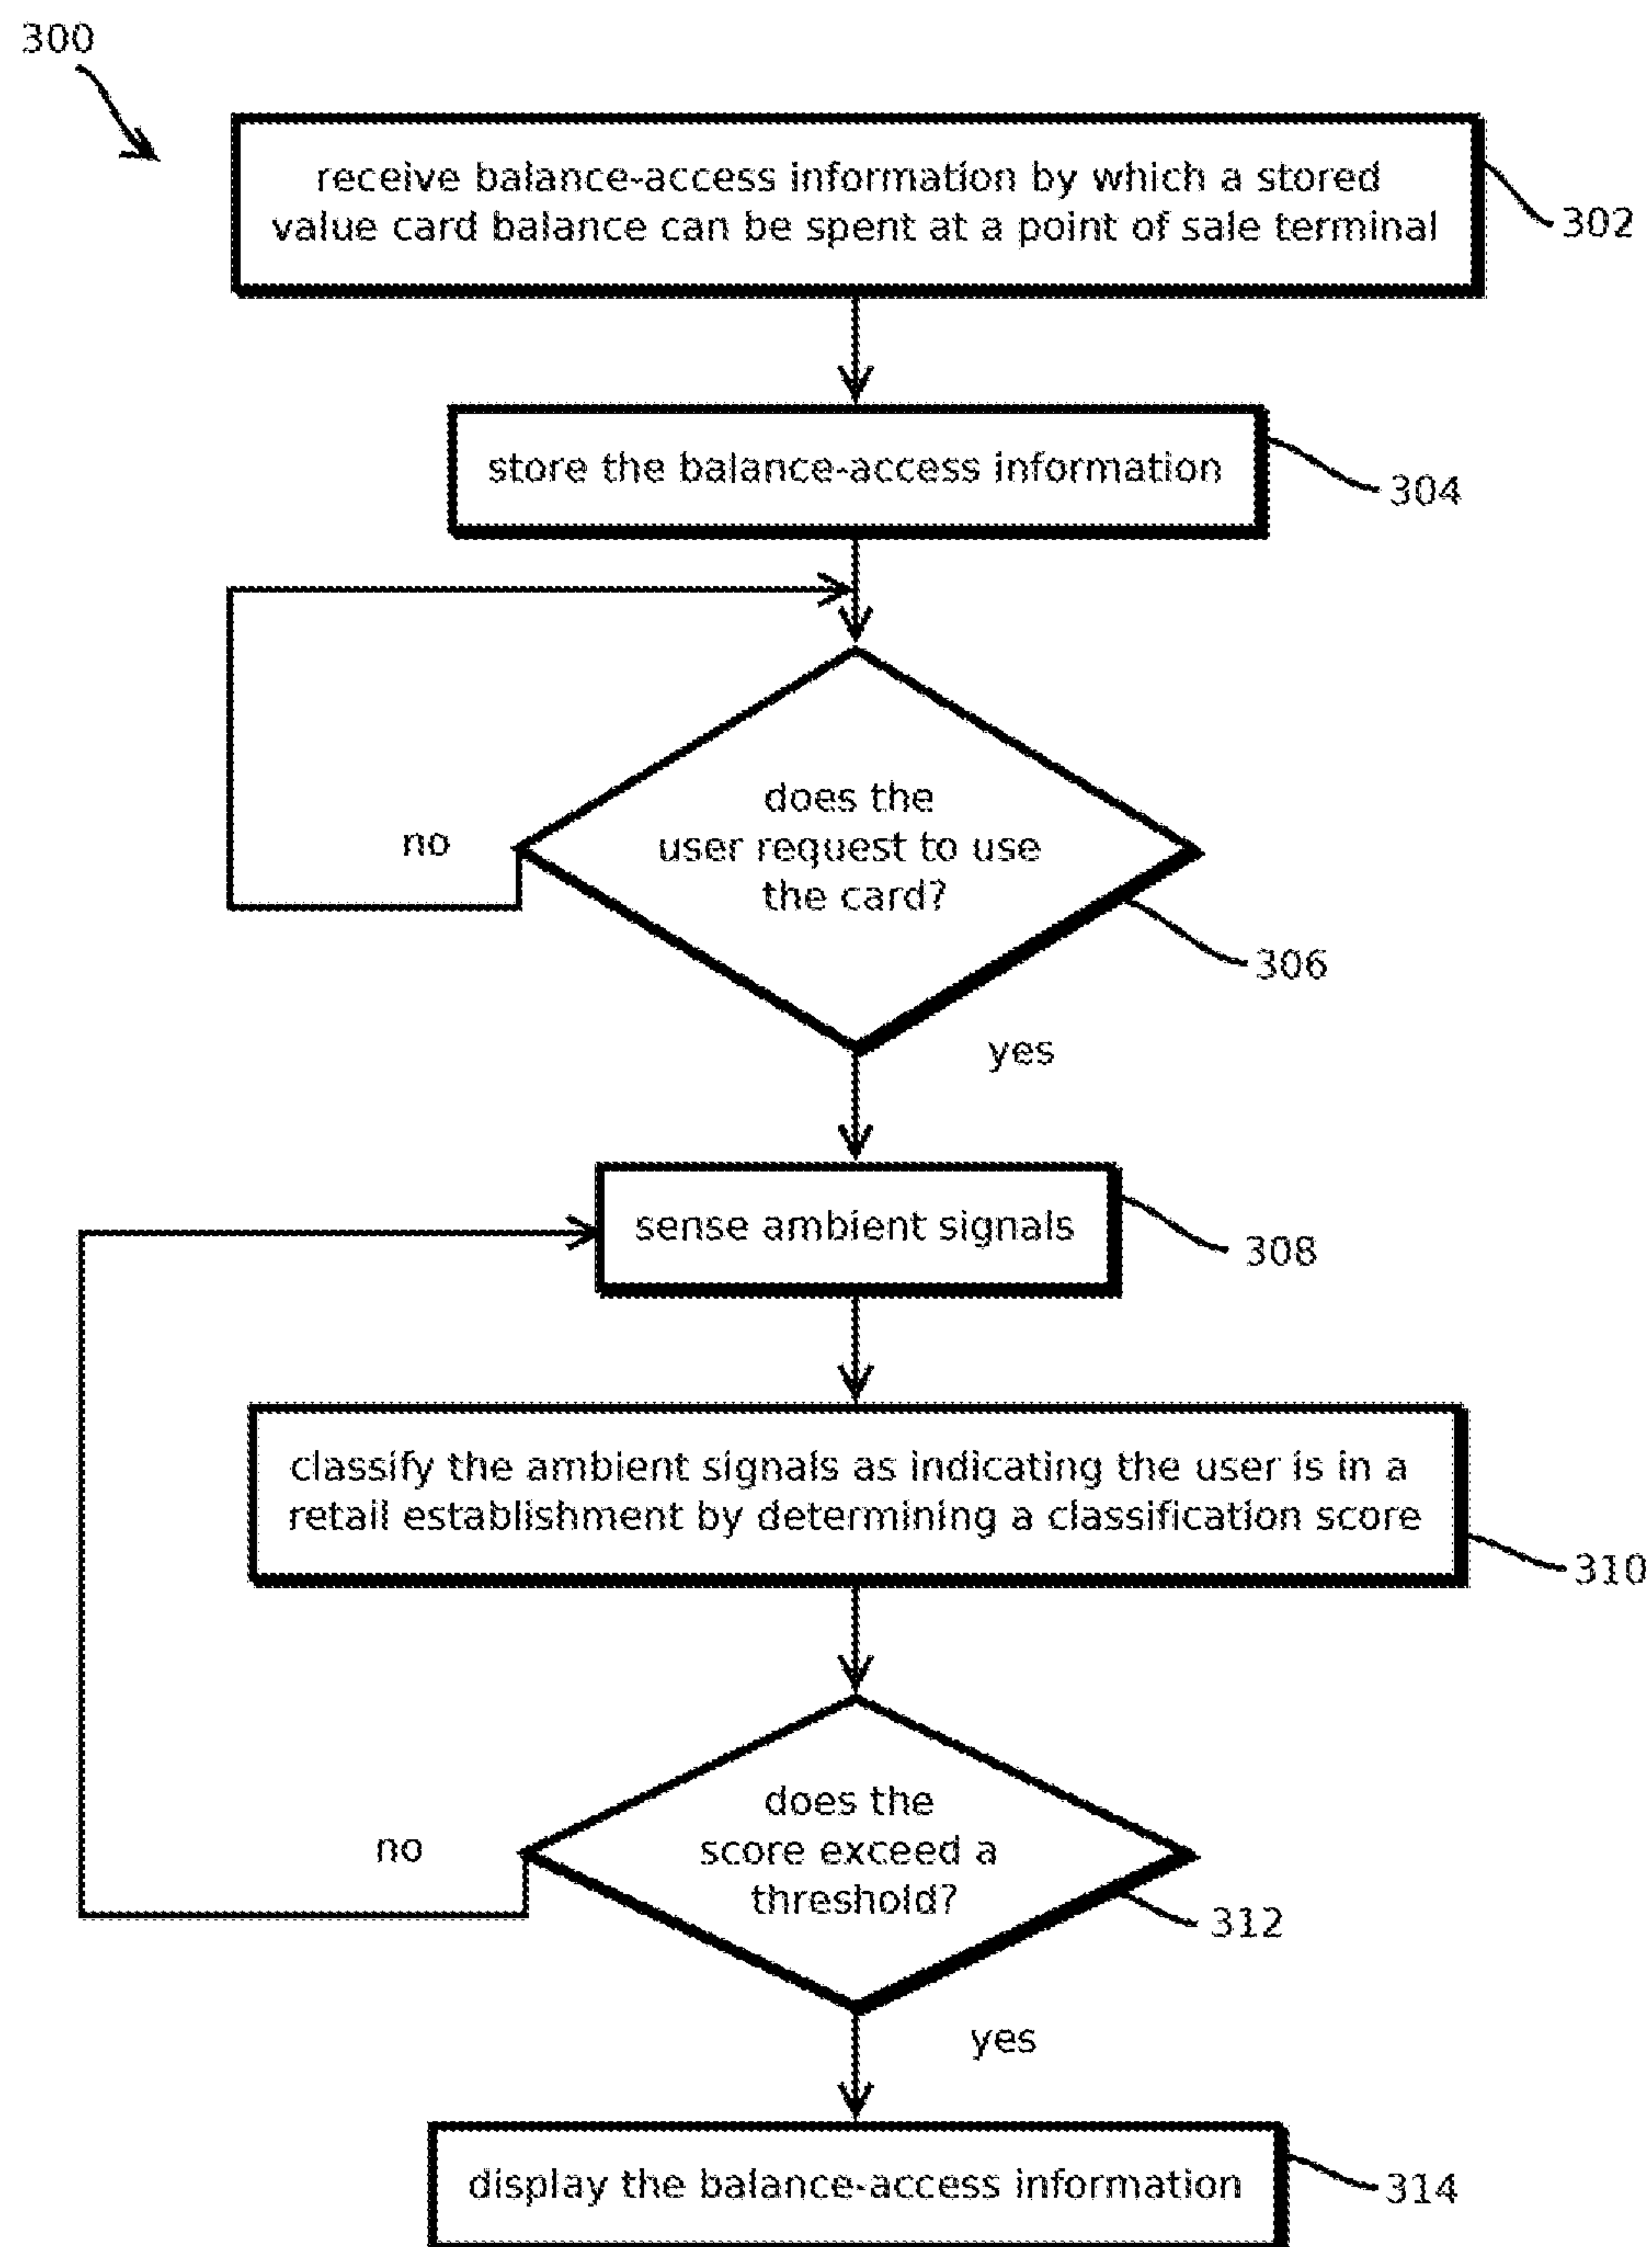 300
receive balance-access information by which a stored
value card balance can be spent at a point of sale terminal
302
store the balance-access information
304
does the
user request to use
the card?
no
306
yes
sense ambient signals
308
classify the ambient signals as indicating the user is in a
retail establishment by determining a classification score
310
does the
score exceed a
threshold?
no
312
yes
display the balance-access information
314